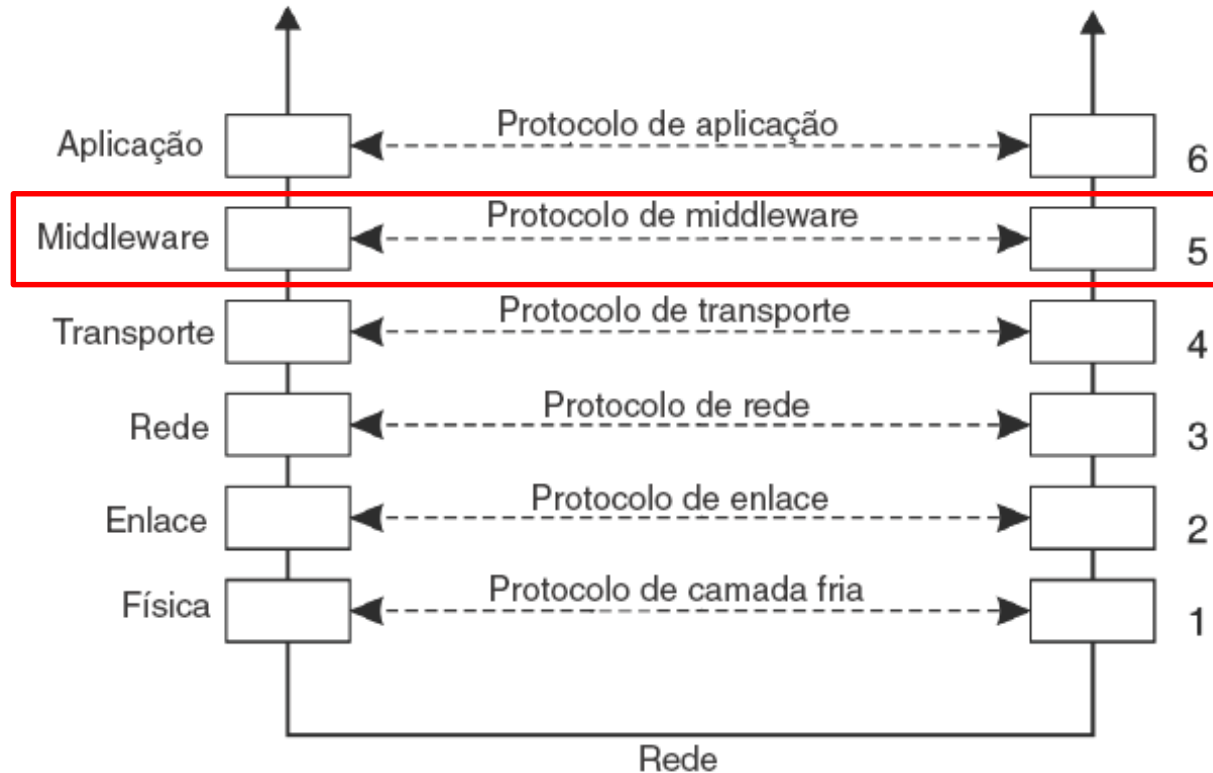 Aplicação
Protocolo de aplicação
6
Middleware
Protocolo de middleware
5
Transporte
Protocolo de transporte
4
Rede
Protocolo de rede
3
Enlace
Protocolo de enlace
2
Física
Protocolo de camada fria
1
Rede